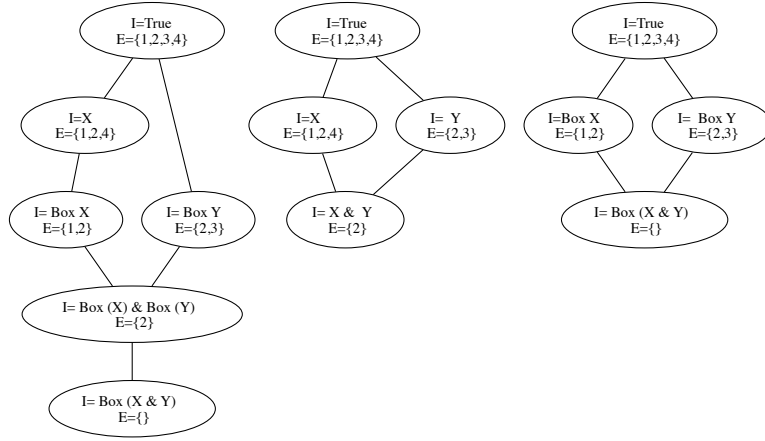 I=True
E={1,2,3,4}
I=X
E={1,2,4}
I= Box X
E={1,2}
I= Box Y
E={2,3}
I= Box (X) & Box (Y)
E={2}
I= Box (X & Y)
E={}
I=True
E={1,2,3,4}
I=X
E={1,2,4}
I= Y
E={2,3}
I= X & Y
E={2}
I=True
E={1,2,3,4}
I=Box X
E={1,2}
I= Box Y
E={2,3}
I= Box (X & Y)
E={}